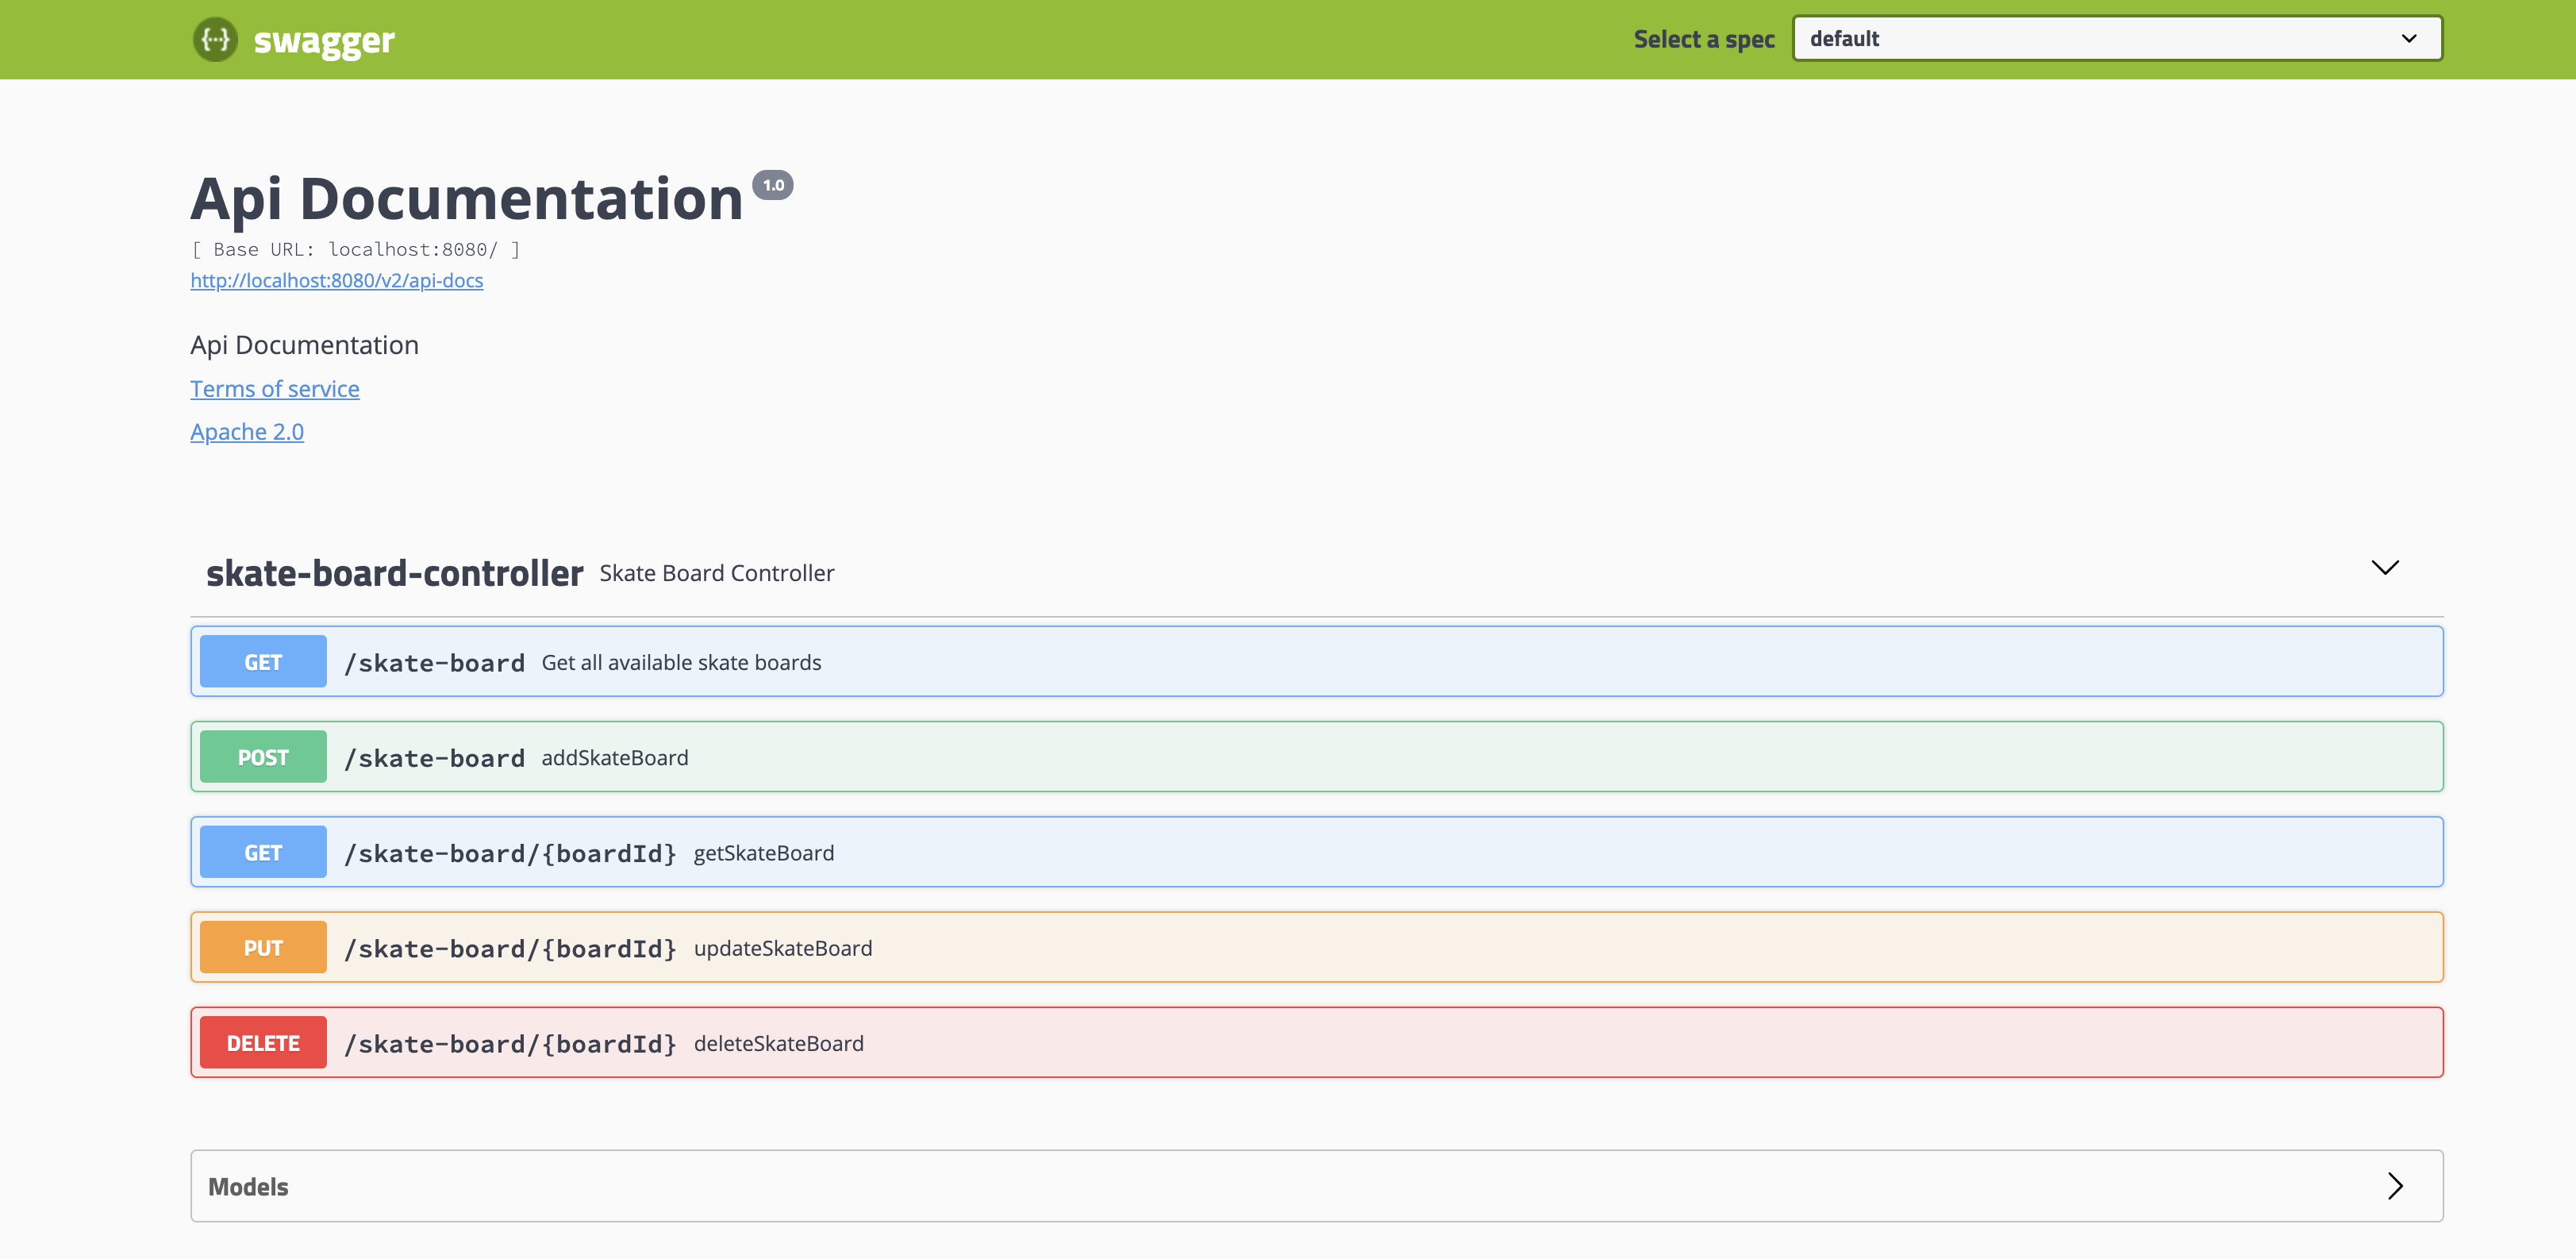 {···} swagger
Select a spec default
Api Documentation 1.0
[ Base URL: localhost:8080/ ]
http://localhost:8080/v2/api-docs
Api Documentation
Terms of service
Apache 2.0
skate-board-controller Skate Board Controller
GET /skate-board Get all available skate boards
POST /skate-board addSkateBoard
GET /skate-board/{boardId} getSkateBoard
PUT /skate-board/{boardId} updateSkateBoard
DELETE /skate-board/{boardId} deleteSkateBoard
Models